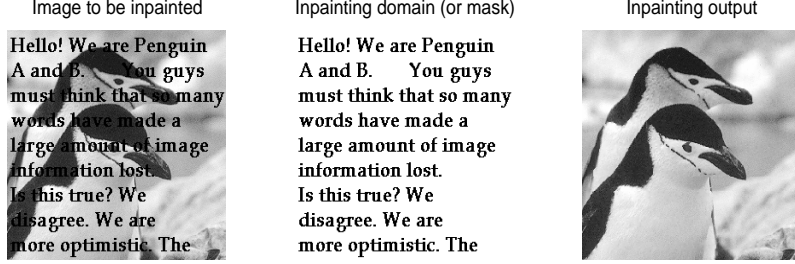 Image to be inpainted
Hello! We are Penguin
A and B. You guys
must think that so many
words have made a
large amount of image
information lost.
Is this true? We
disagree. We are
more optimistic. The
Inpainting domain (or mask)
Hello! We are Penguin
A and B. You guys
must think that so many
words have made a
large amount of image
information lost.
Is this true? We
disagree. We are
more optimistic. The
Inpainting output